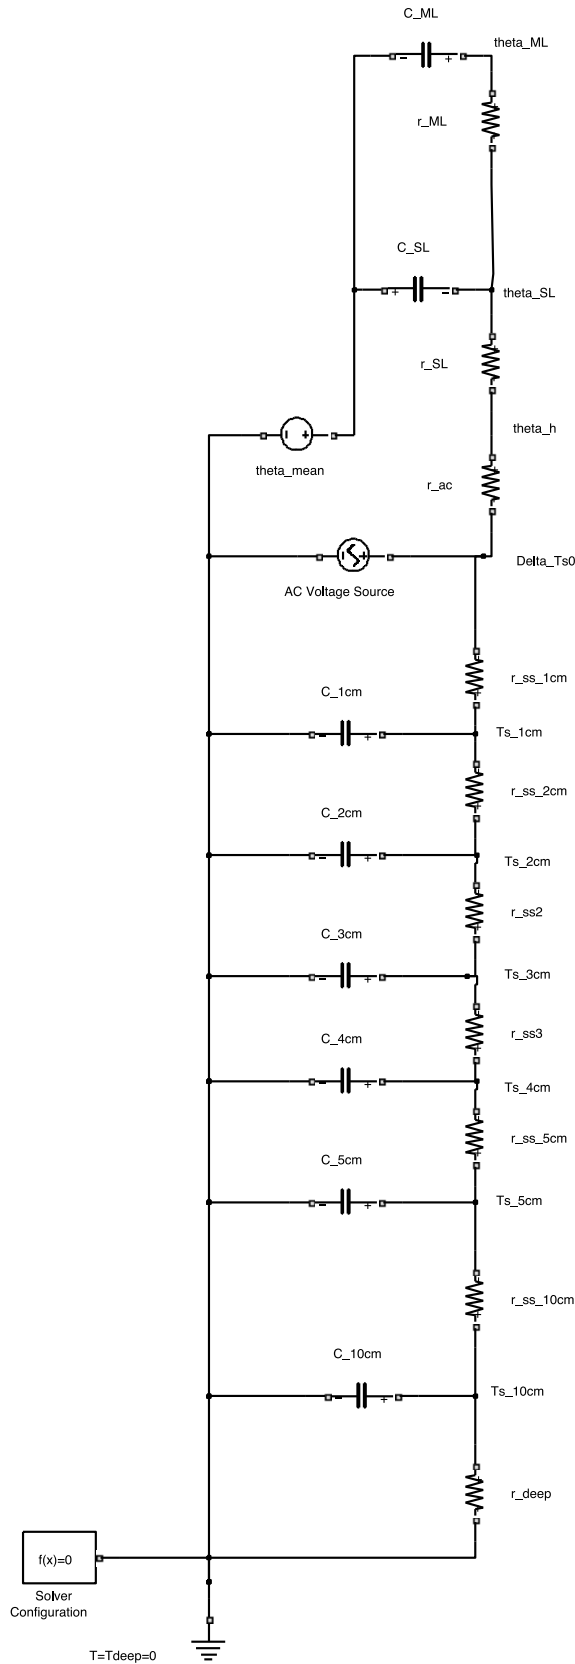 C_ML
theta_ML
r_ML
C_SL
theta_SL
r_SL
theta_h
theta_mean
r_ac
Delta_Ts0
AC Voltage Source
r_ss_1cm
C_1cm
Ts_1cm
r_ss_2cm
C_2cm
Ts_2cm
r_ss2
C_3cm
Ts_3cm
r_ss3
C_4cm
Ts_4cm
r_ss_5cm
C_5cm
Ts_5cm
r_ss_10cm
C_10cm
Ts_10cm
r_deep
f(x)=0
Solver
Configuration
T=Tdeep=0